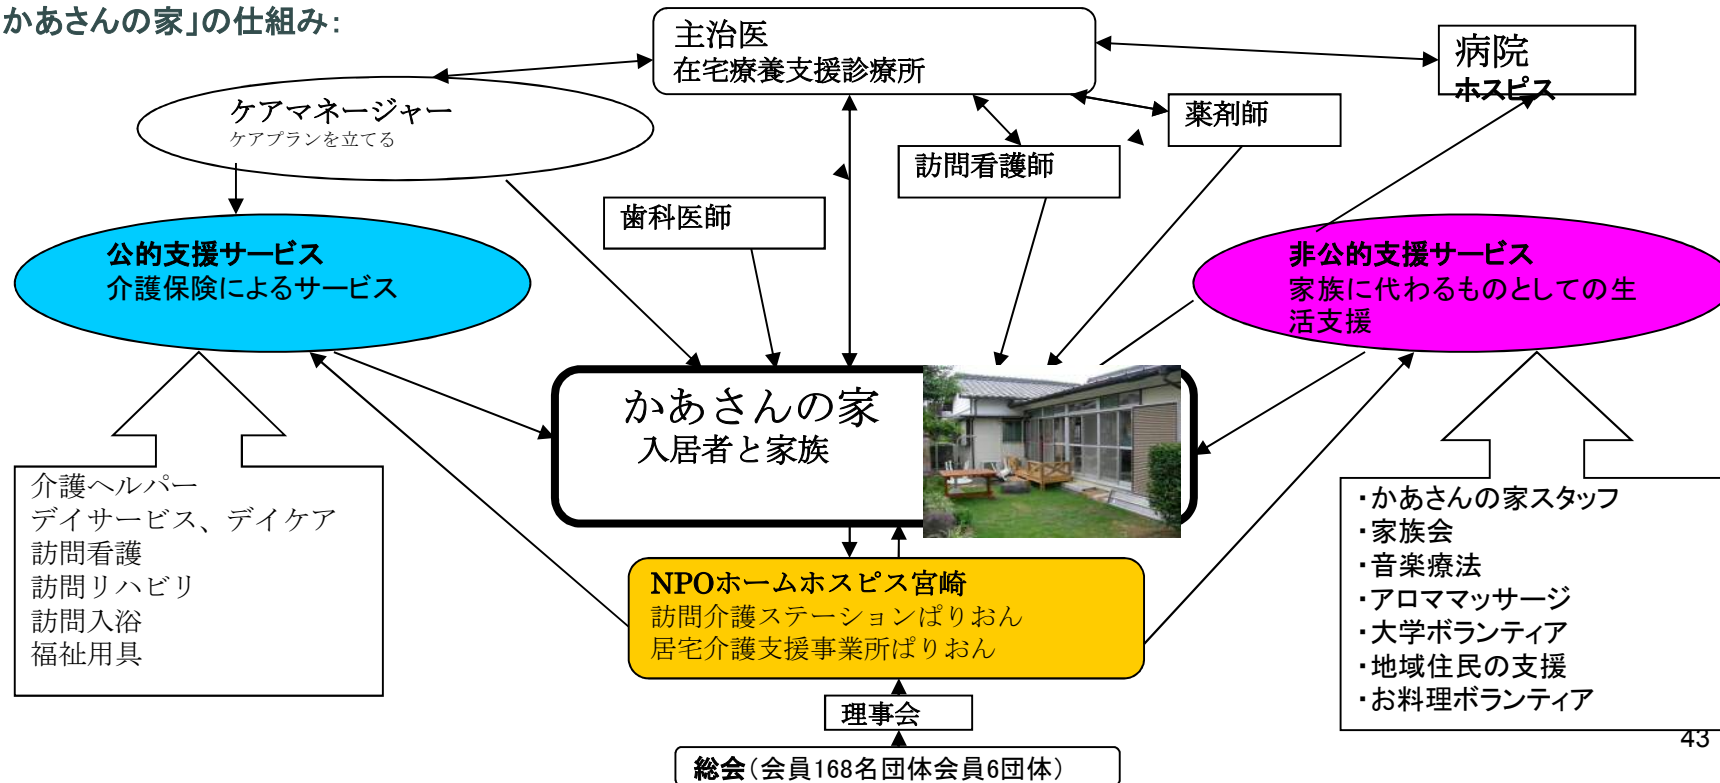 かあさんの家」の仕組み：
主治医
在宅療養支援診療所
病院
ホスピス
ケアマネージャー
ケアプランを立てる
薬剤師
訪問看護師
歯科医師
公的支援サービス
介護保険によるサービス
非公的支援サービス
家族に代わるものとしての生
活支援
かあさんの家
入居者と家族
介護ヘルパー
デイサービス、デイケア
訪問看護
訪問リハビリ
訪問入浴
福祉用具
NPOホームホスピス宮崎
訪問介護ステーションぱりおん
居宅介護支援事業所ぱりおん
・かあさんの家スタッフ
・家族会
・音楽療法
・アロママッサージ
・大学ボランティア
・地域住民の支援
・お料理ボランティア
理事会
総会（会員168名団体会員6団体）
43